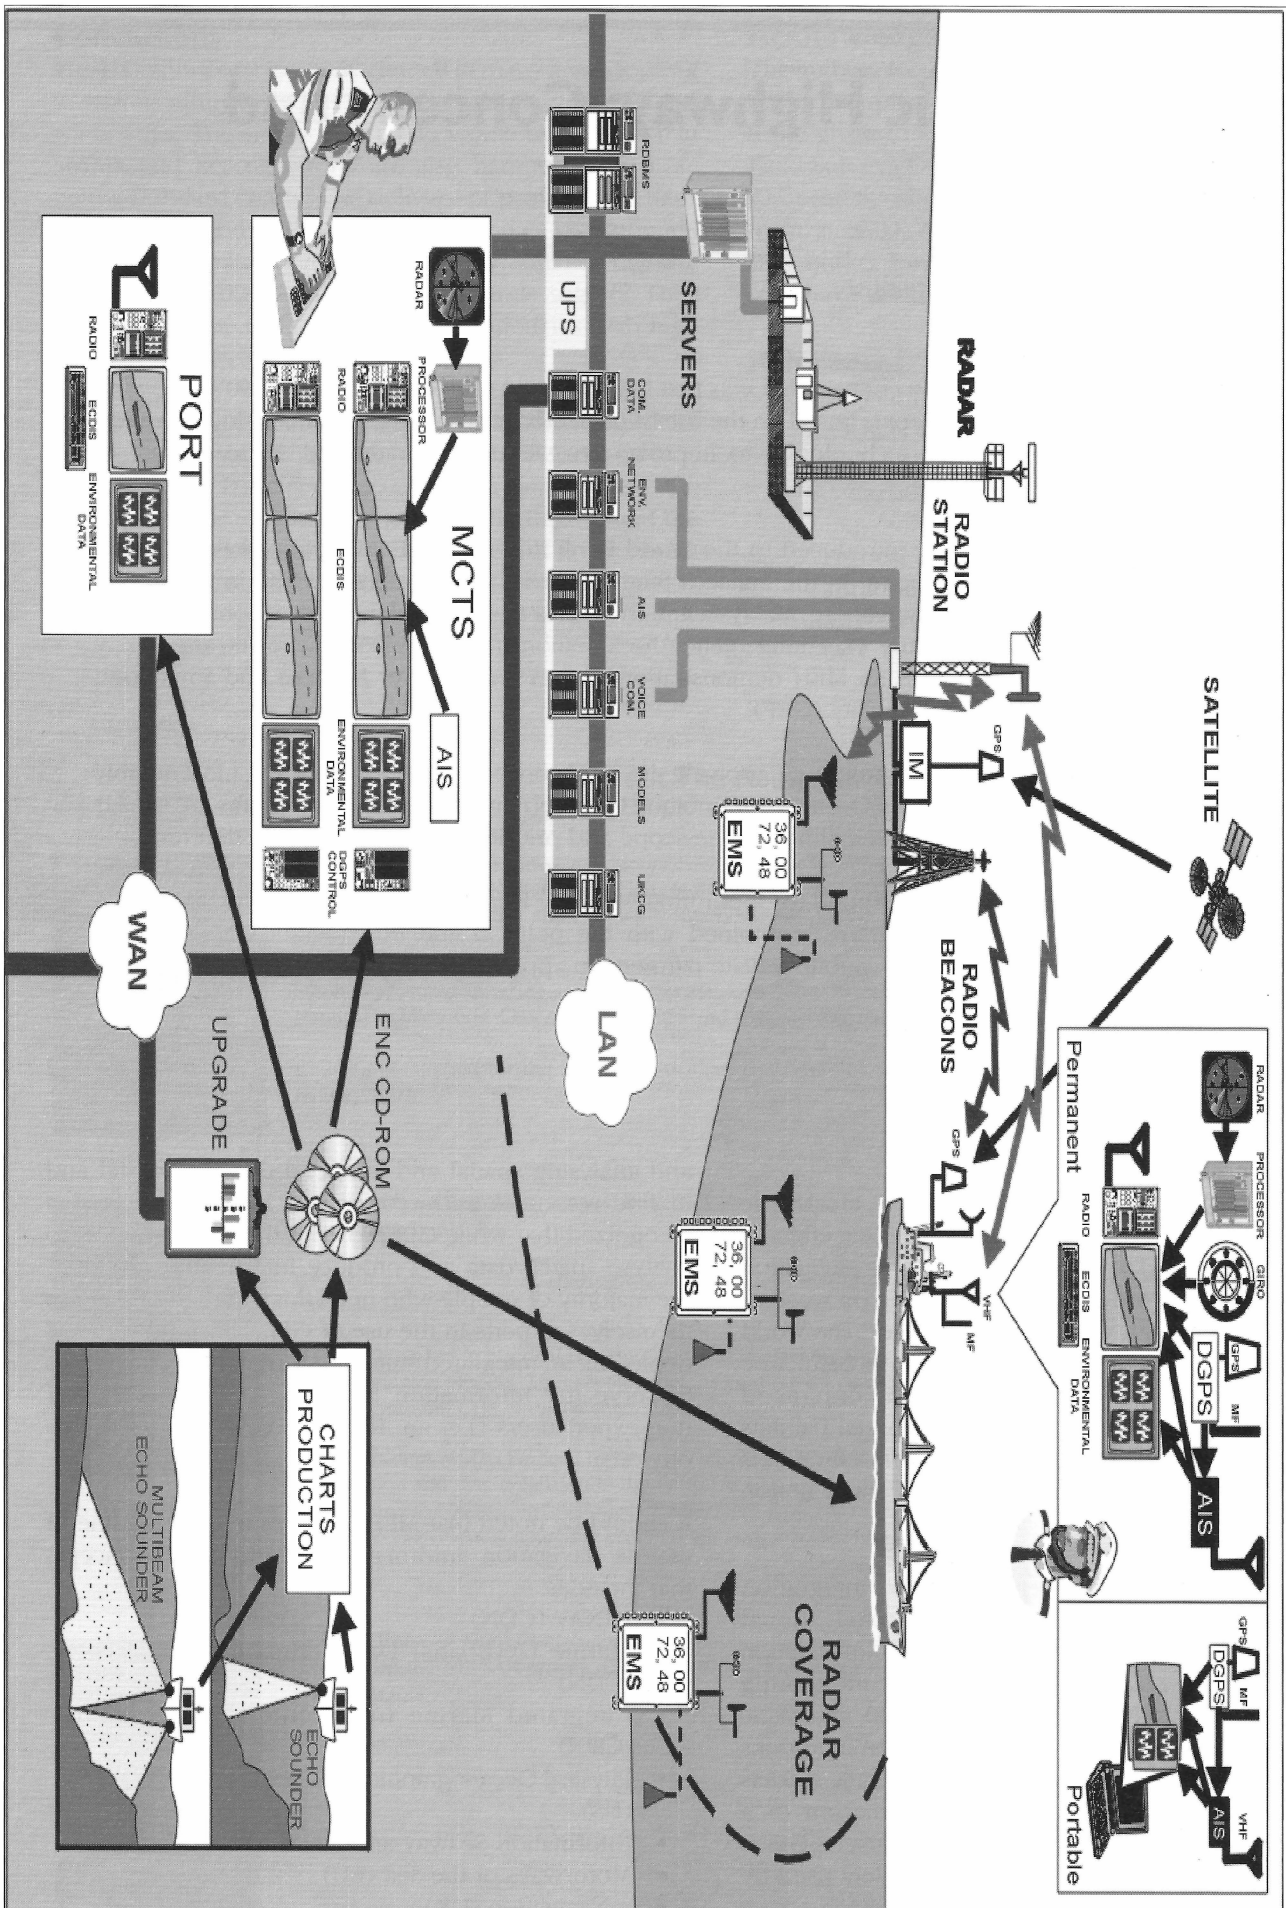 SATELLITE
RADAR
RADIO
STATION
GPS
IM
RADIO
BEACONS
GPS
VHF
MF
RADAR
PROCESSOR
GIRO
GPS
MF
DGPS
AIS
RADIO
ECDIS
ENVIRONMENTAL
DATA
Permanent
GPS
MF
DGPS
VHF
AIS
Portable
SERVERS
RDBMS
UPS
COM.
DATA
ENV.
NETWORK
AIS
VOICE
COM.
MODELS
UKCG
LAN
36, 00
72, 48
EMS
36, 00
72, 48
EMS
36, 00
72, 48
EMS
RADAR
COVERAGE
MCTS
RADAR
PROCESSOR
AIS
RADIO
ECDIS
ENVIRONMENTAL
DATA
DGPS
CONTROL
PORT
RADIO
ECDIS
ENVIRONMENTAL
DATA
WAN
ENC CD-ROM
UPGRADE
CHARTS
PRODUCTION
ECHO
SOUNDER
MULTIBEAM
ECHO SOUNDER